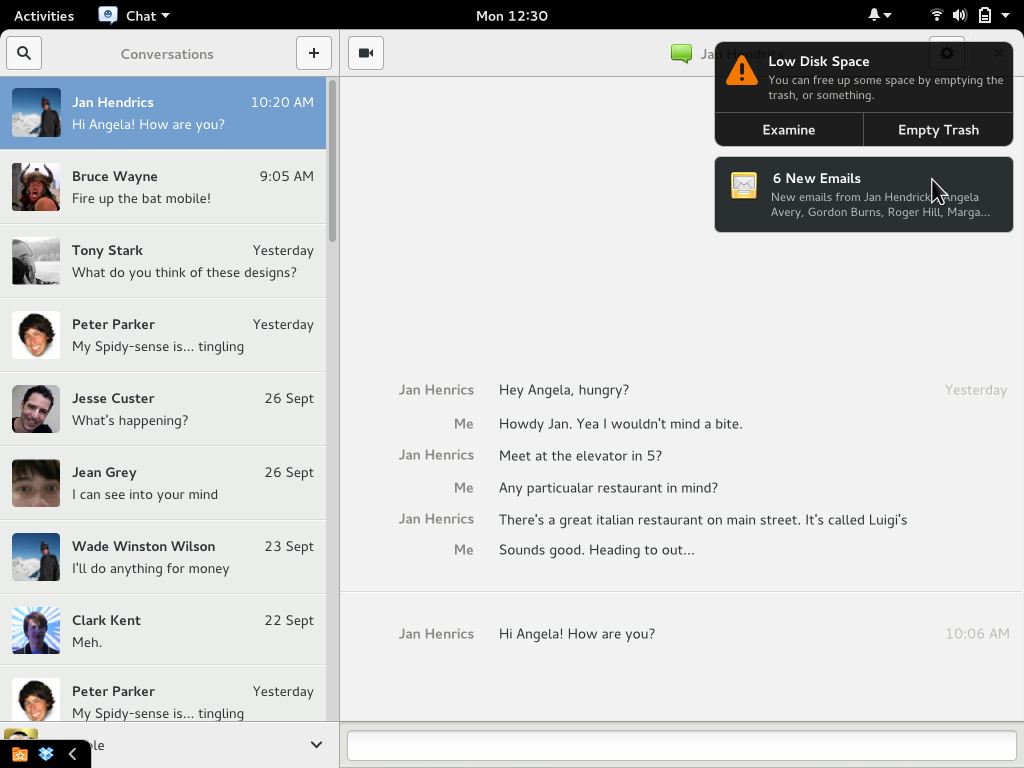 Activities Chat Mon 12:30
Conversations
Jan Hendrics 10:20 AM
Hi Angela! How are you?
Bruce Wayne 9:05 AM
Fire up the bat mobile!
Tony Stark Yesterday
What do you think of these designs?
Peter Parker Yesterday
My Spidy-sense is... tingling
Jesse Custer 26 Sept
What's happening?
Jean Grey 26 Sept
I can see into your mind
Wade Winston Wilson 23 Sept
I'll do anything for money
Clark Kent 22 Sept
Meh.
Peter Parker Yesterday
My Spidy-sense is... tingling
Jan Hendrics
Low Disk Space
You can free up some space by emptying the
trash, or something.
Examine Empty Trash
6 New Emails
New emails from Jan Hendrick Angela
Avery, Gordon Burns, Roger Hill, Marga...
Jan Henrics Hey Angela, hungry? Yesterday
Me Howdy Jan. Yea I wouldn't mind a bite.
Jan Henrics Meet at the elevator in 5?
Me Any particualar restaurant in mind?
Jan Henrics There's a great italian restaurant on main street. It's called Luigi's
Me Sounds good. Heading to out...
Jan Henrics Hi Angela! How are you? 10:06 AM